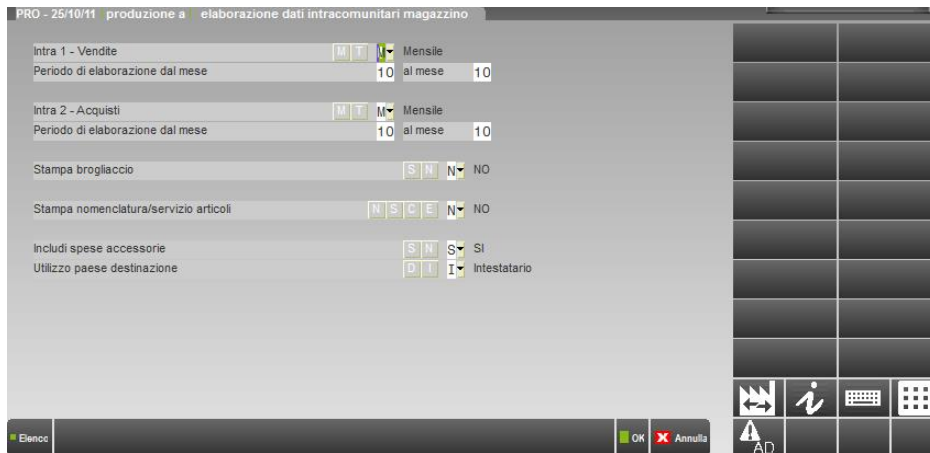 PRO - 25/10/11 produzione a elaborazione dati intracomunitari magazzino
Intra 1 - Vendite M T M Mensile
Periodo di elaborazione dal mese 10 al mese 10
Intra 2 - Acquisti M T M Mensile
Periodo di elaborazione dal mese 10 al mese 10
Stampa brogliaccio S N N NO
Stampa nomenclatura/servizio articoli N S C E N NO
Includi spese accessorie S N S SI
Utilizzo paese destinazione D I I Intestatario
Elenco OK X Annulla
i
AD